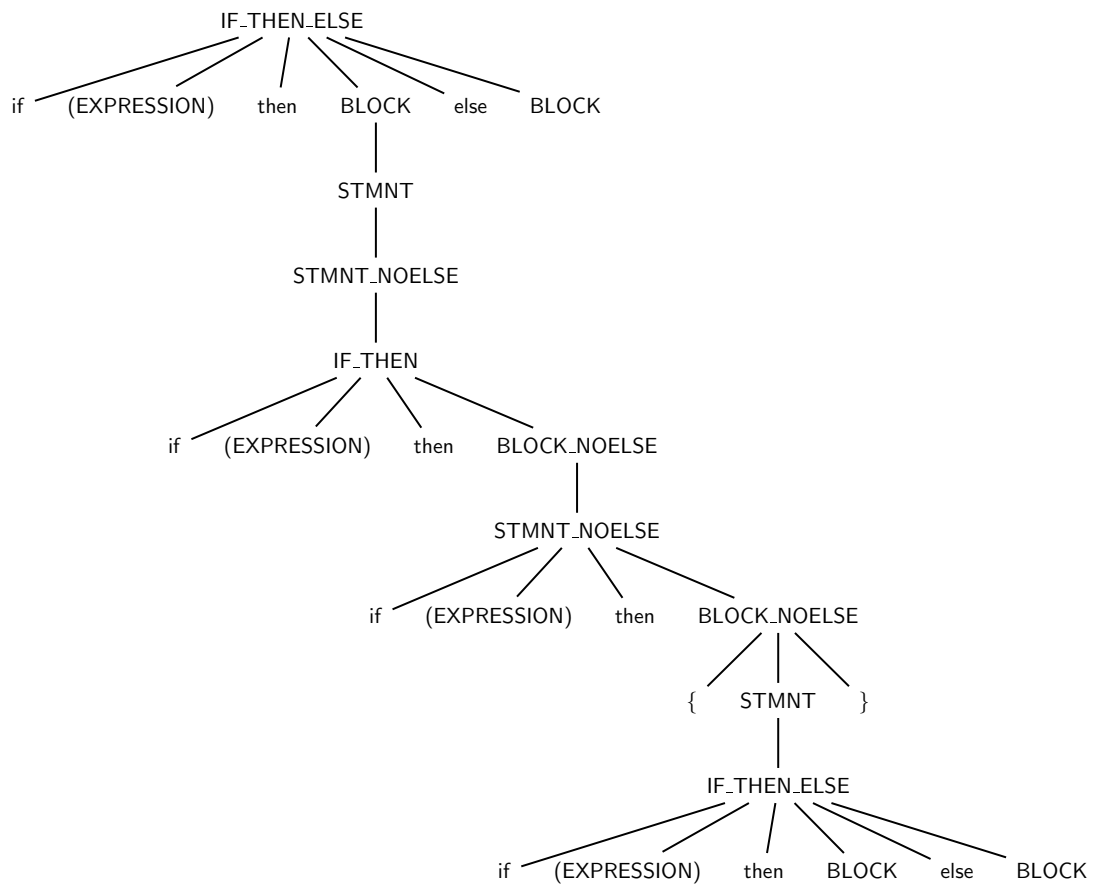 IF_THEN_ELSE
if (EXPRESSION) then BLOCK else BLOCK
STMNT
STMNT_NOELSE
IF_THEN
if (EXPRESSION) then BLOCK_NOELSE
STMNT_NOELSE
if (EXPRESSION) then BLOCK_NOELSE
{ STMNT }
IF_THEN_ELSE
if (EXPRESSION) then BLOCK else BLOCK